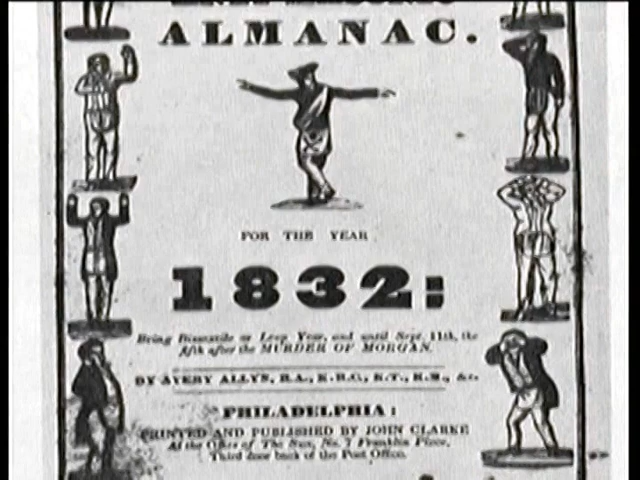 ALMANAC.
FOR THE YEAR
1832:
Being Bissextile or Leap Year, and until Sept. 11th, the
fifth after the MURDER OF MORGAN.
BY AVERY ALLYN, R.A., K.R.C., K.T., K.M., &c.
PHILADELPHIA:
PRINTED AND PUBLISHED BY JOHN CLARKE
At the Office of The Sun, No. 7 Franklin Place,
Third door back of the Post Office.